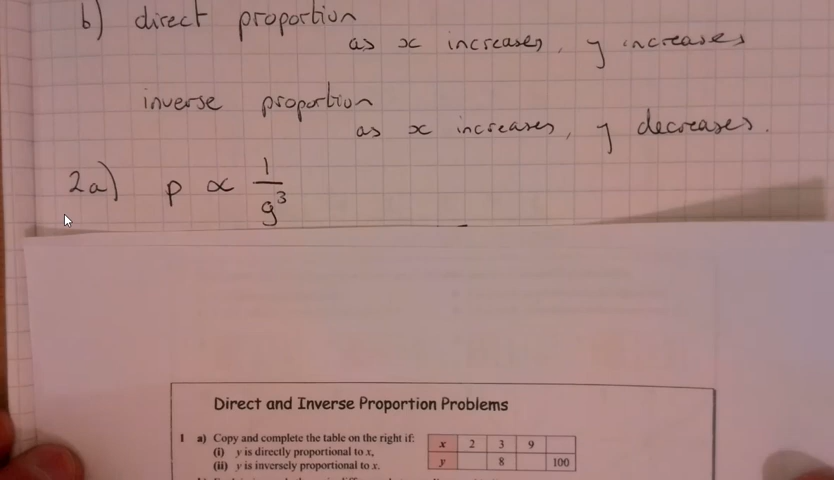 b) direct proportion
as x increases, y increases
inverse proportion
as x increases, y decreases.
2a) p ∝ 1/g³
Direct and Inverse Proportion Problems
1 a) Copy and complete the table on the right if:
(i) y is directly proportional to x,
(ii) y is inversely proportional to x.
x 2 3 9
y 8 100